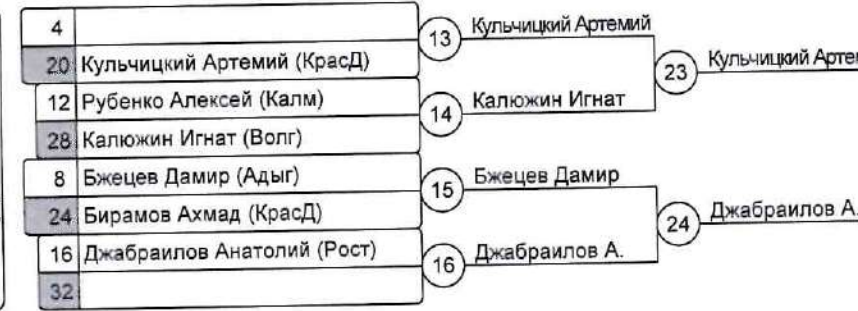 4
20 Кульчицкий Артемий (КрасД)
12 Рубенко Алексей (Калм)
28 Калюжин Игнат (Волг)
8 Бжецев Дамир (Адыг)
24 Бирамов Ахмад (КрасД)
16 Джабраилов Анатолий (Рост)
32
13 Кульчицкий Артемий
14 Калюжин Игнат
15 Бжецев Дамир
16 Джабраилов А.
23 Кульчицкий Артем
24 Джабраилов А.